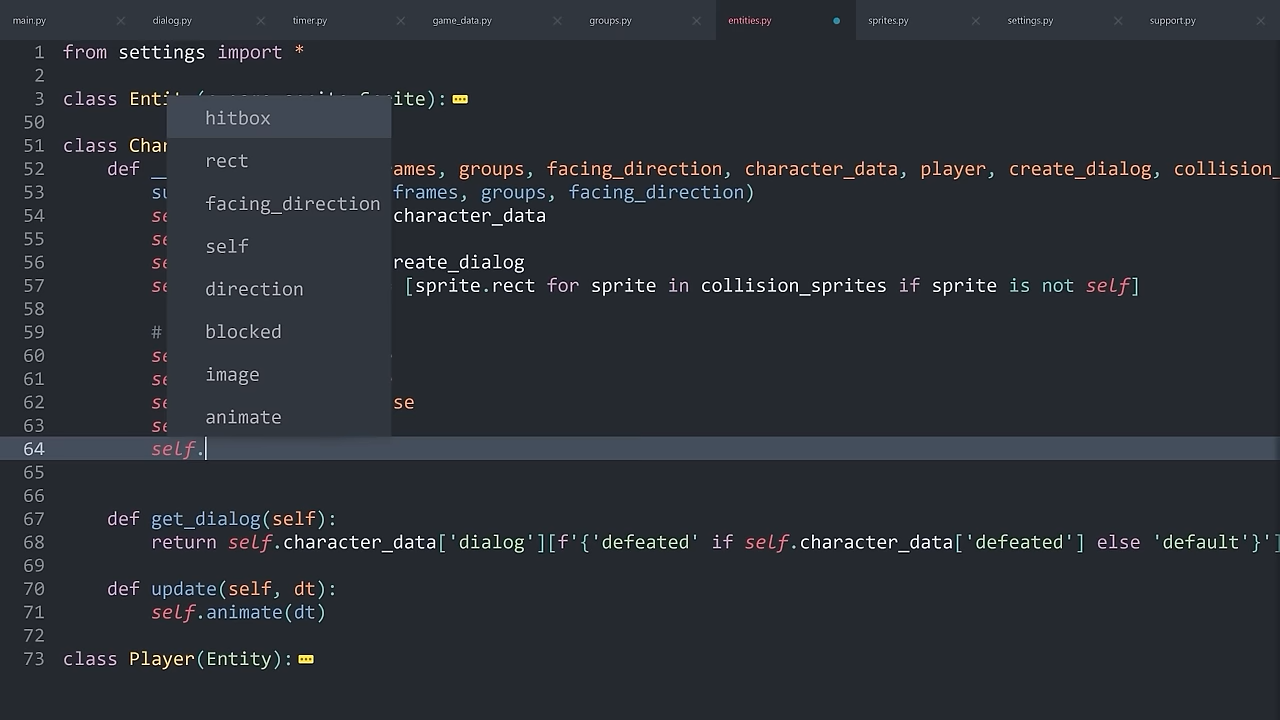 main.py dialog.py timer.py game_data.py groups.py entities.py sprites.py settings.py support.py
1 from settings import *
2
3 class Enti ite):
50
51 class Char
52 def __ ames, groups, facing_direction, character_data, player, create_dialog, collision_
53 su frames, groups, facing_direction)
54 se character_data
55 se
56 se reate_dialog
57 se [sprite.rect for sprite in collision_sprites if sprite is not self]
58
59 #
60 se
61 se
62 se se
63 se
64 self.
65
66
67 def get_dialog(self):
68 return self.character_data['dialog'][f'{'defeated' if self.character_data['defeated'] else 'default'}']
69
70 def update(self, dt):
71 self.animate(dt)
72
73 class Player(Entity):
hitbox
rect
facing_direction
self
direction
blocked
image
animate